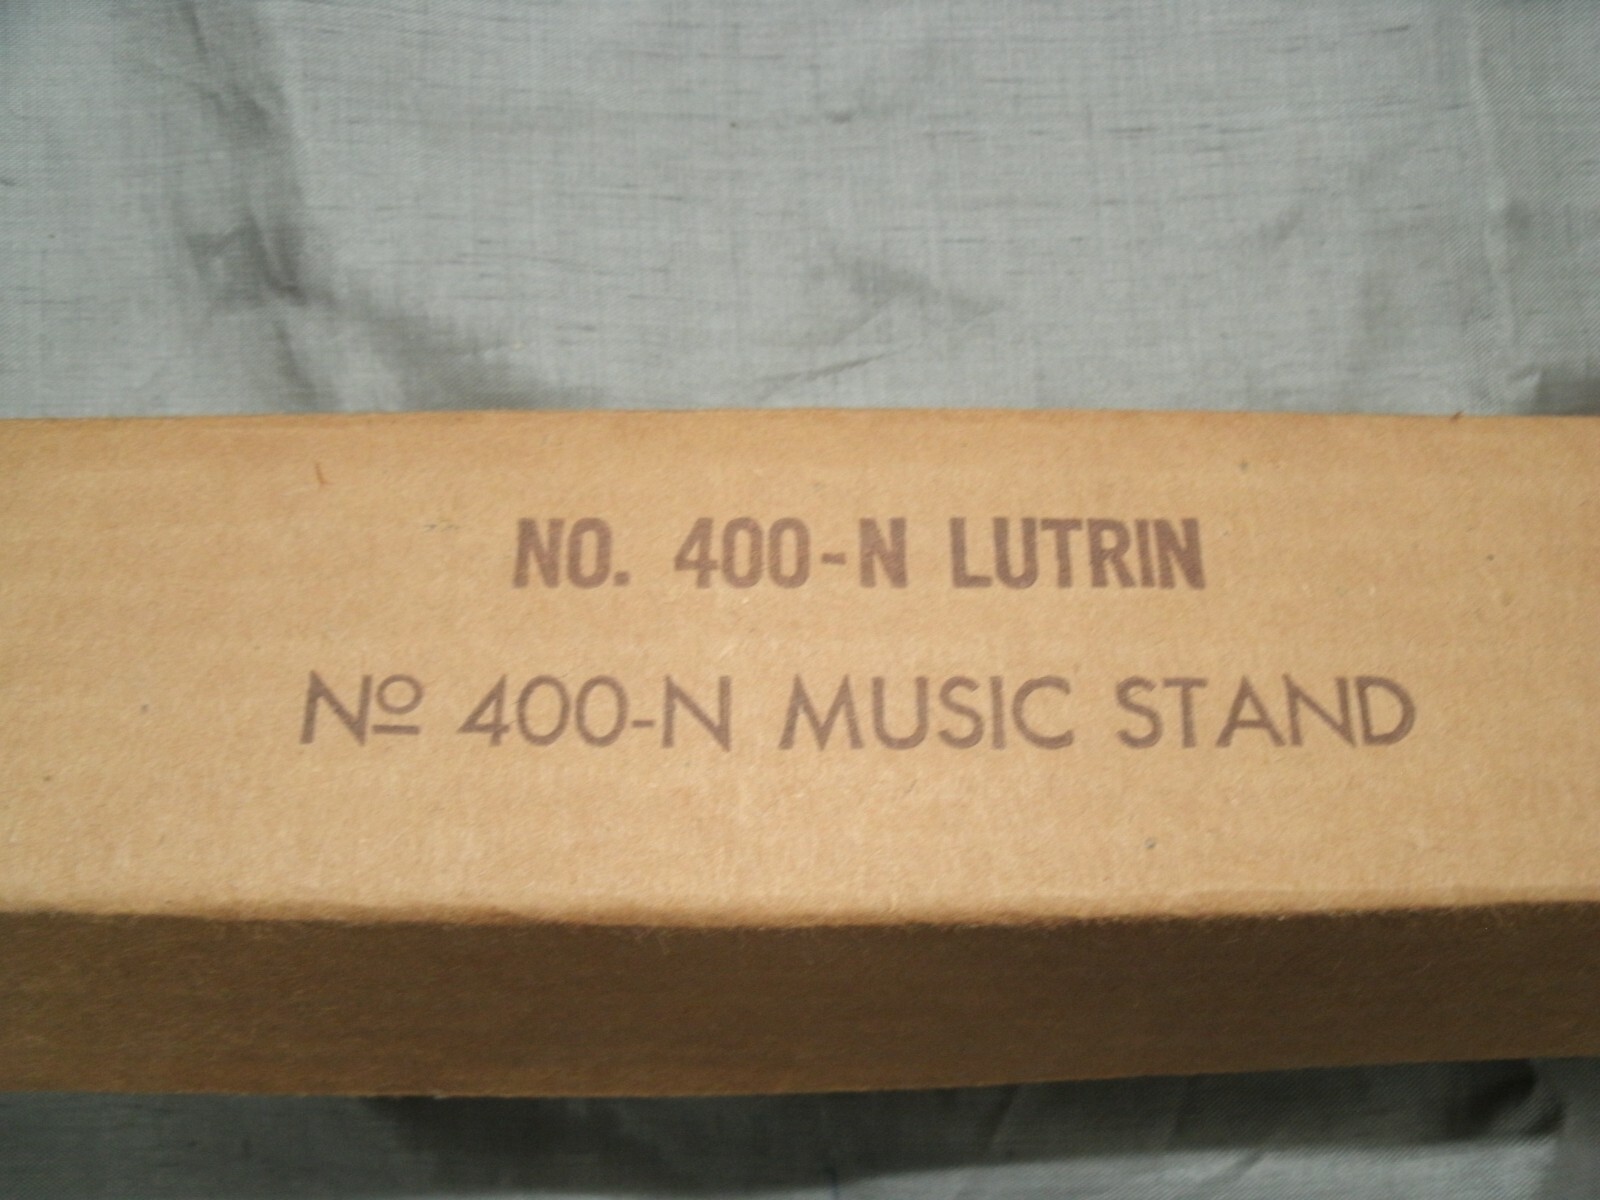 NO. 400-N LUTRIN
Nº 400-N MUSIC STAND